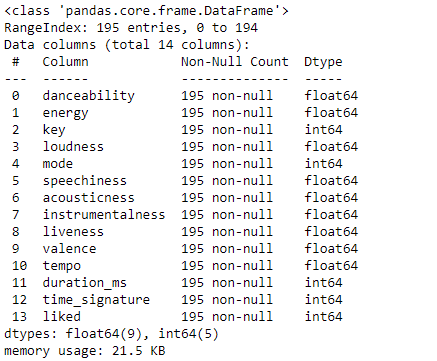 <class 'pandas.core.frame.DataFrame'>
RangeIndex: 195 entries, 0 to 194
Data columns (total 14 columns):
 #   Column            Non-Null Count  Dtype
---  ------            --------------  -----
 0   danceability      195 non-null    float64
 1   energy            195 non-null    float64
 2   key               195 non-null    int64
 3   loudness          195 non-null    float64
 4   mode              195 non-null    int64
 5   speechiness       195 non-null    float64
 6   acousticness      195 non-null    float64
 7   instrumentalness  195 non-null    float64
 8   liveness          195 non-null    float64
 9   valence           195 non-null    float64
 10  tempo             195 non-null    float64
 11  duration_ms       195 non-null    int64
 12  time_signature    195 non-null    int64
 13  liked             195 non-null    int64
dtypes: float64(9), int64(5)
memory usage: 21.5 KB